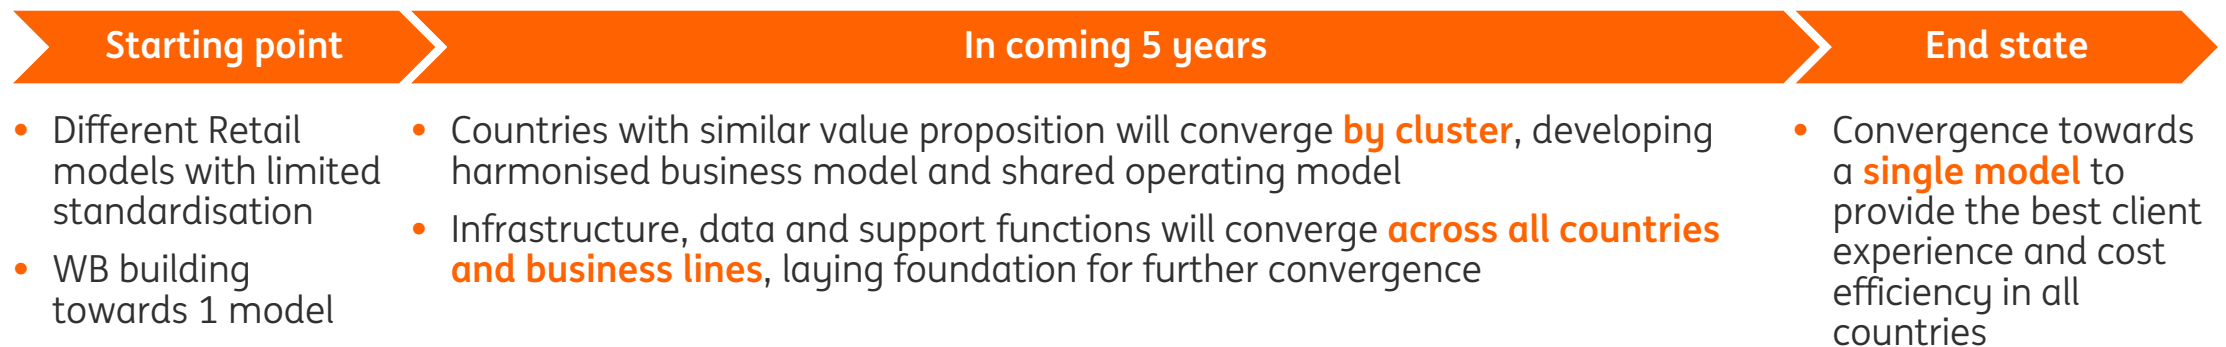 Starting point
In coming 5 years
End state
• Different Retail
models with limited
standardisation
• WB building
towards 1 model
• Countries with similar value proposition will converge by cluster, developing
harmonised business model and shared operating model
• Infrastructure, data and support functions will converge across all countries
and business lines, laying foundation for further convergence
• Convergence towards
a single model to
provide the best client
experience and cost
efficiency in all
countries